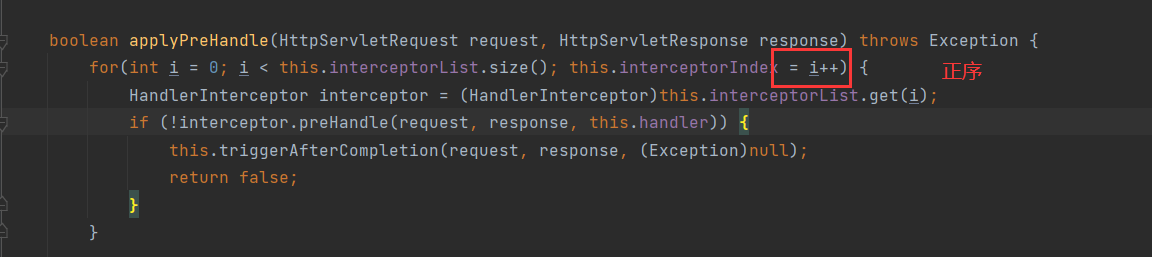 boolean applyPreHandle(HttpServletRequest request, HttpServletResponse response) throws Exception {
for(int i = 0; i < this.interceptorList.size(); this.interceptorIndex = i++) { 正序
HandlerInterceptor interceptor = (HandlerInterceptor)this.interceptorList.get(i);
if (!interceptor.preHandle(request, response, this.handler)) {
this.triggerAfterCompletion(request, response, (Exception)null);
return false;
}
}